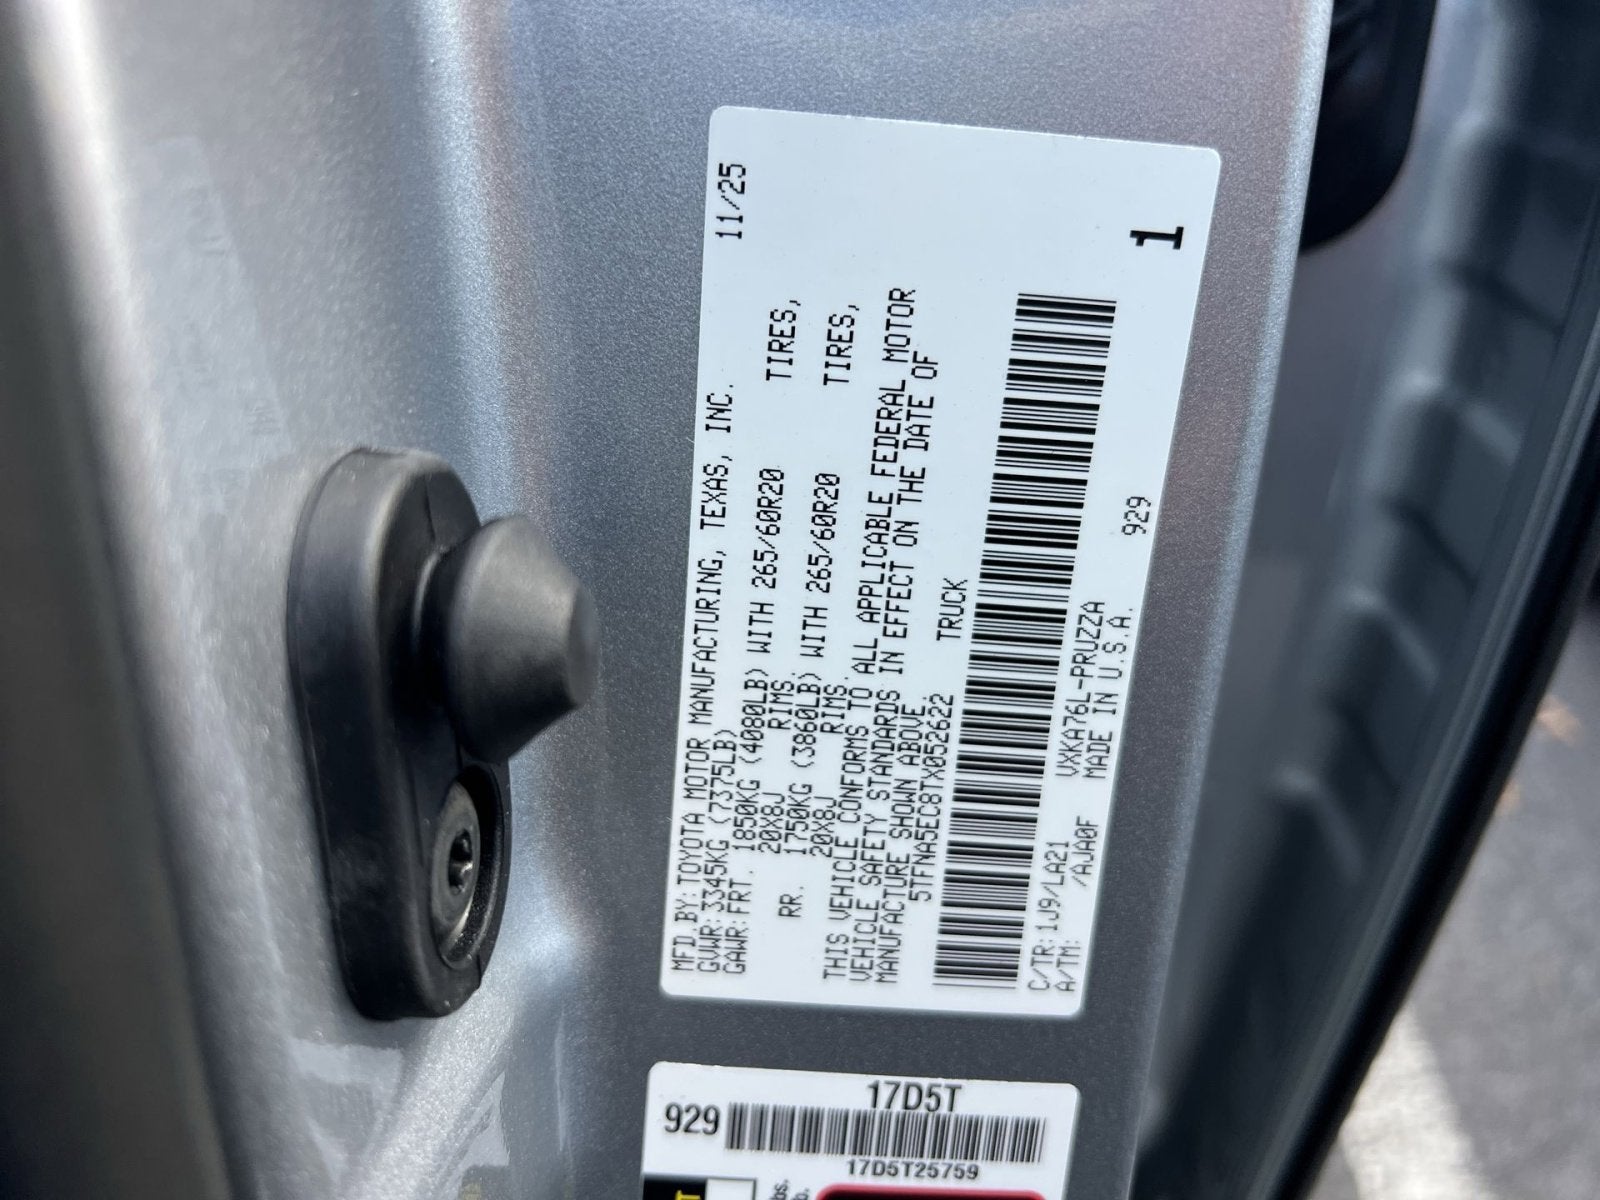 MFD.BY:TOYOTA MOTOR MANUFACTURING, TEXAS, INC. 11/25
GVWR:3345KG (7375LB)
GAWR:FRT. 1850KG (4080LB) WITH 265/60R20 TIRES,
20X8J RIMS.
RR. 1750KG (3860LB) WITH 265/60R20 TIRES,
20X8J RIMS.
THIS VEHICLE CONFORMS TO ALL APPLICABLE FEDERAL MOTOR
VEHICLE SAFETY STANDARDS IN EFFECT ON THE DATE OF
MANUFACTURE SHOWN ABOVE.
5TFNA5EC8TX052622 TRUCK
1
C/TR:1J9/LA21 VXKA76L-PRUZZA 929
A/TM: /AJA0F MADE IN U.S.A.
17D5T
929
17D5T25759